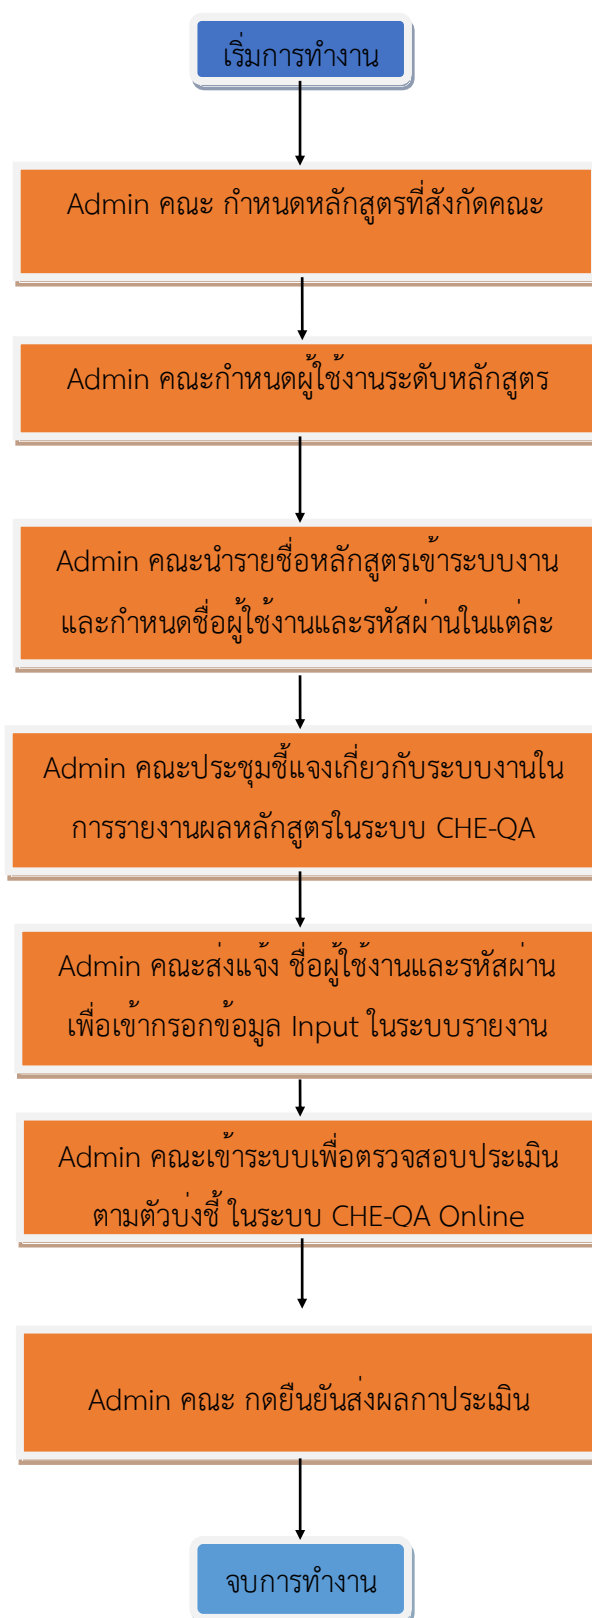 เริ่มการทำงาน
Admin คณะ กำหนดหลักสูตรที่สังกัดคณะ
Admin คณะกำหนดผู้ใช้งานระดับหลักสูตร
Admin คณะนำรายชื่อหลักสูตรเข้าระบบงาน
และกำหนดชื่อผู้ใช้งานและรหัสผ่านในแต่ละ
Admin คณะประชุมชี้แจงเกี่ยวกับระบบงานใน
การรายงานผลหลักสูตรในระบบ CHE-QA
Admin คณะส่งแจ้ง ชื่อผู้ใช้งานและรหัสผ่าน
เพื่อเข้ากรอกข้อมูล Input ในระบบรายงาน
Admin คณะเข้าระบบเพื่อตรวจสอบประเมิน
ตามตัวบ่งชี้ ในระบบ CHE-QA Online
Admin คณะ กดยืนยันส่งผลกาประเมิน
จบการทำงาน